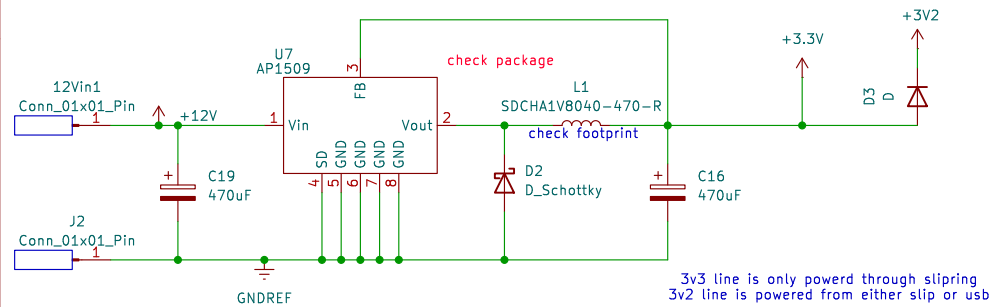 +3V2
+3.3V
U7
AP1509
check package
3
FB
12Vin1
Conn_01x01_Pin
1
+12V
1
Vin
Vout
2
L1
SDCHA1V8040-470-R
check footprint
D3
D
SD
GND
GND
GND
GND
4
5
6
7
8
+
C19
470uF
D2
D_Schottky
+
C16
470uF
J2
Conn_01x01_Pin
1
GNDREF
3v3 line is only powerd through slipring
3v2 line is powered from either slip or usb